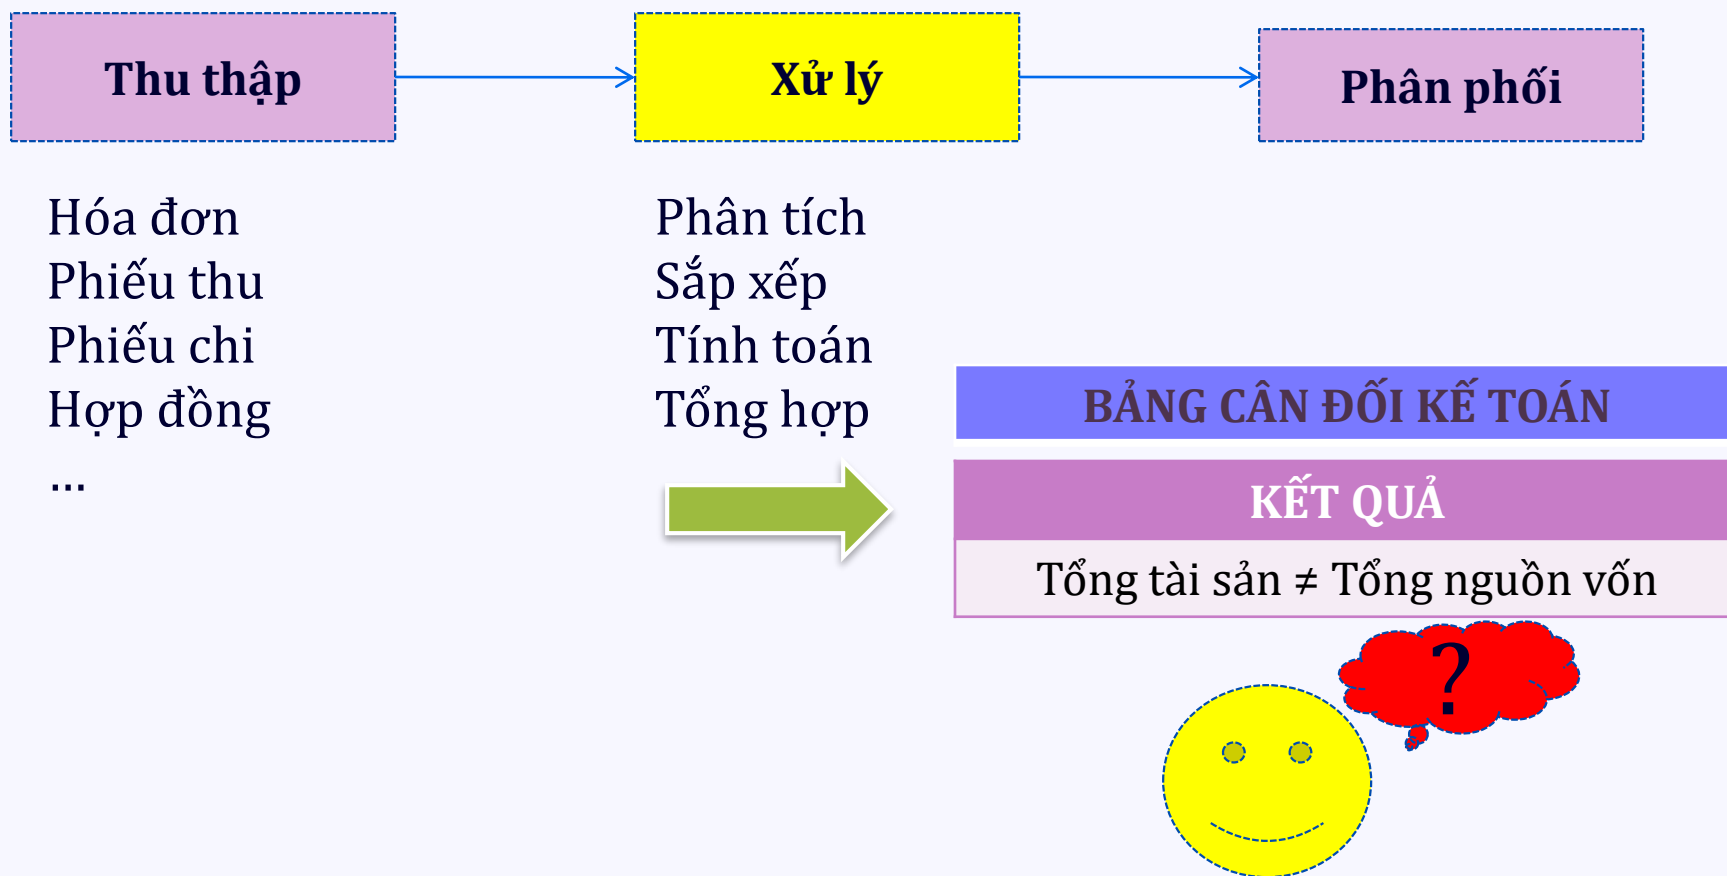 Thu thập
Xử lý
Phân phối
Hóa đơn
Phiếu thu
Phiếu chi
Hợp đồng
...
Phân tích
Sắp xếp
Tính toán
Tổng hợp
BẢNG CÂN ĐỐI KẾ TOÁN
KẾT QUẢ
Tổng tài sản ≠ Tổng nguồn vốn
?